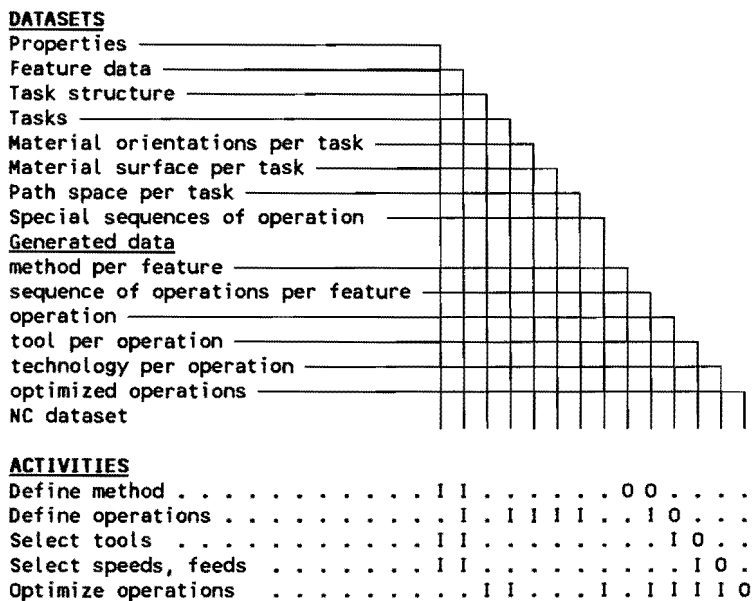 DATASETS
Properties
Feature data
Task structure
Tasks
Material orientations per task
Material surface per task
Path space per task
Special sequences of operation
Generated data
method per feature
sequence of operations per feature
operation
tool per operation
technology per operation
optimized operations
NC dataset
ACTIVITIES
Define method . . . . . . . . . . . I I . . . . . . O O . . . .
Define operations . . . . . . . . . . I . I I I I . . I O . . .
Select tools . . . . . . . . . . . I I . . . . . . . . I O . .
Select speeds, feeds . . . . . . . I I . . . . . . . . . I O .
Optimize operations . . . . . . . . . I I . . . I . I I I I O